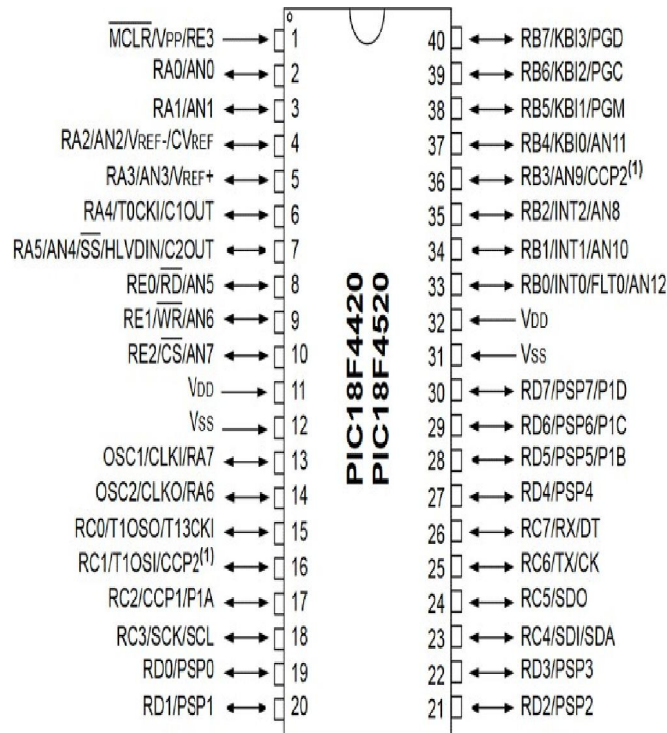 MCLR/VPP/RE3 1
RA0/AN0 2
RA1/AN1 3
RA2/AN2/VREF-/CVREF 4
RA3/AN3/VREF+ 5
RA4/T0CKI/C1OUT 6
RA5/AN4/SS/HLVDIN/C2OUT 7
RE0/RD/AN5 8
RE1/WR/AN6 9
RE2/CS/AN7 10
VDD 11
VSS 12
OSC1/CLKI/RA7 13
OSC2/CLKO/RA6 14
RC0/T1OSO/T13CKI 15
RC1/T1OSI/CCP2(1) 16
RC2/CCP1/P1A 17
RC3/SCK/SCL 18
RD0/PSP0 19
RD1/PSP1 20
PIC18F4420
PIC18F4520
40 RB7/KBI3/PGD
39 RB6/KBI2/PGC
38 RB5/KBI1/PGM
37 RB4/KBI0/AN11
36 RB3/AN9/CCP2(1)
35 RB2/INT2/AN8
34 RB1/INT1/AN10
33 RB0/INT0/FLT0/AN12
32 VDD
31 VSS
30 RD7/PSP7/P1D
29 RD6/PSP6/P1C
28 RD5/PSP5/P1B
27 RD4/PSP4
26 RC7/RX/DT
25 RC6/TX/CK
24 RC5/SDO
23 RC4/SDI/SDA
22 RD3/PSP3
21 RD2/PSP2